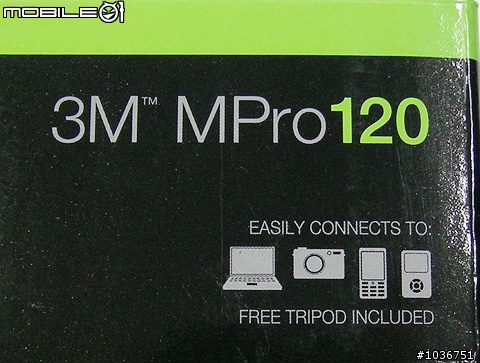 MOBILE01
3M™ MPro120
EASILY CONNECTS TO:
FREE TRIPOD INCLUDED
#1036751